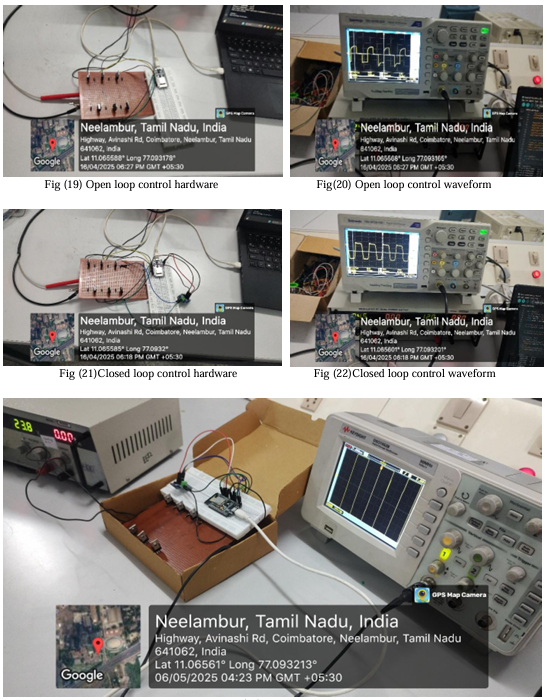 GPS Map Camera
Neelambur, Tamil Nadu, India
Highway, Avinashi Rd, Coimbatore, Neelambur, Tamil Nadu
641062, India
Lat 11.065588° Long 77.093178°
16/04/2025 06:27 PM GMT +05:30
Google
GPS Map Camera
Neelambur, Tamil Nadu, India
Highway, Avinashi Rd, Coimbatore, Neelambur, Tamil Nadu
641062, India
Lat 11.065588° Long 77.093166°
16/04/2025 06:27 PM GMT +05:30
Google
Fig (19) Open loop control hardware
Fig(20) Open loop control waveform
GPS Map Camera
Neelambur, Tamil Nadu, India
Highway, Avinashi Rd, Coimbatore, Neelambur, Tamil Nadu
641062, India
Lat 11.065585° Long 77.0932°
16/04/2025 06:18 PM GMT +05:30
Google
GPS Map Camera
Neelambur, Tamil Nadu, India
Highway, Avinashi Rd, Coimbatore, Neelambur, Tamil Nadu
641062, India
Lat 11.065601° Long 77.093201°
16/04/2025 06:18 PM GMT +05:30
Google
Fig (21)Closed loop control hardware
Fig (22)Closed loop control waveform
23.8
0.00
GPS Map Camera
Neelambur, Tamil Nadu, India
Highway, Avinashi Rd, Coimbatore, Neelambur, Tamil Nadu
641062, India
Lat 11.06561° Long 77.093213°
06/05/2025 04:23 PM GMT +05:30
Google